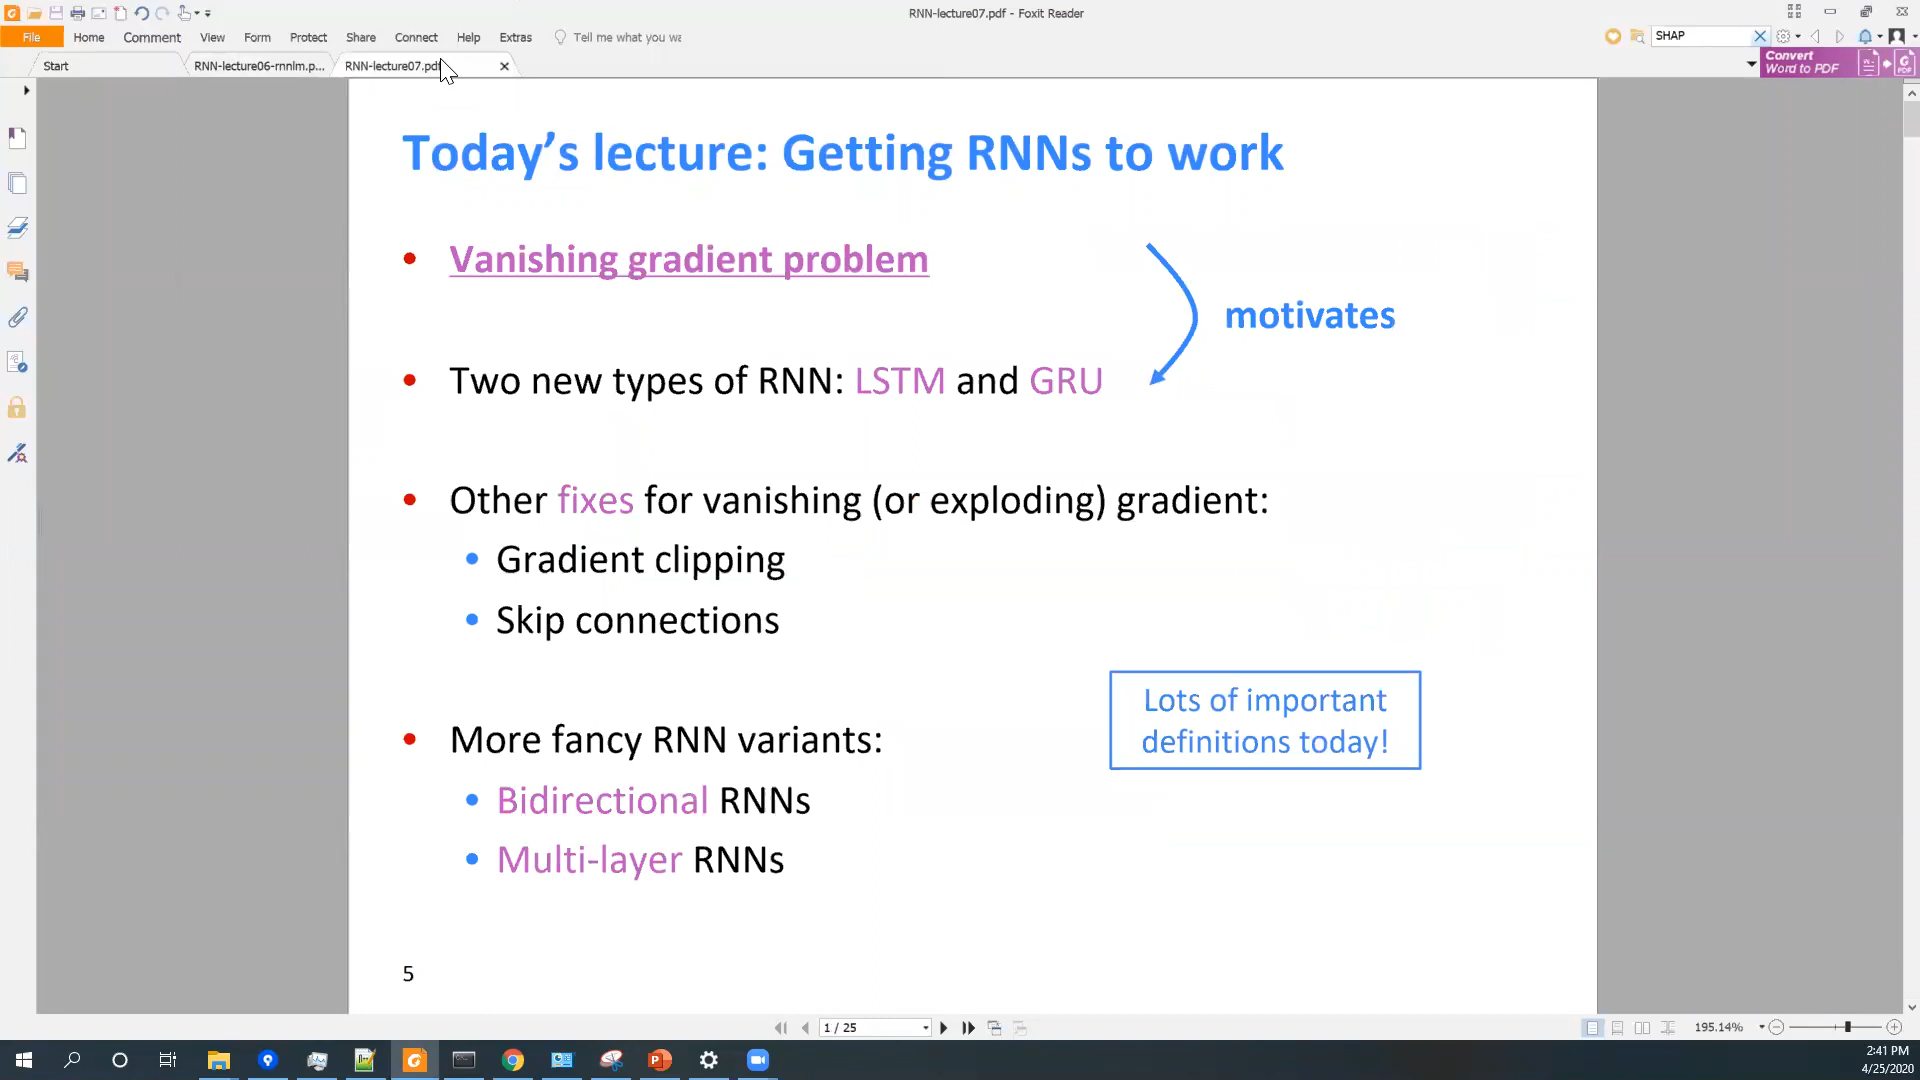 RNN-lecture07.pdf - Foxit Reader
File Home Comment View Form Protect Share Connect Help Extras Tell me what you wa
SHAP
Start RNN-lecture06-rnnlm.p... RNN-lecture07.pdf
Convert
Word to PDF
Today's lecture: Getting RNNs to work
• Vanishing gradient problem
motivates
• Two new types of RNN: LSTM and GRU
• Other fixes for vanishing (or exploding) gradient:
• Gradient clipping
• Skip connections
Lots of important
definitions today!
• More fancy RNN variants:
• Bidirectional RNNs
• Multi-layer RNNs
5
1 / 25
195.14%
2:41 PM
4/25/2020